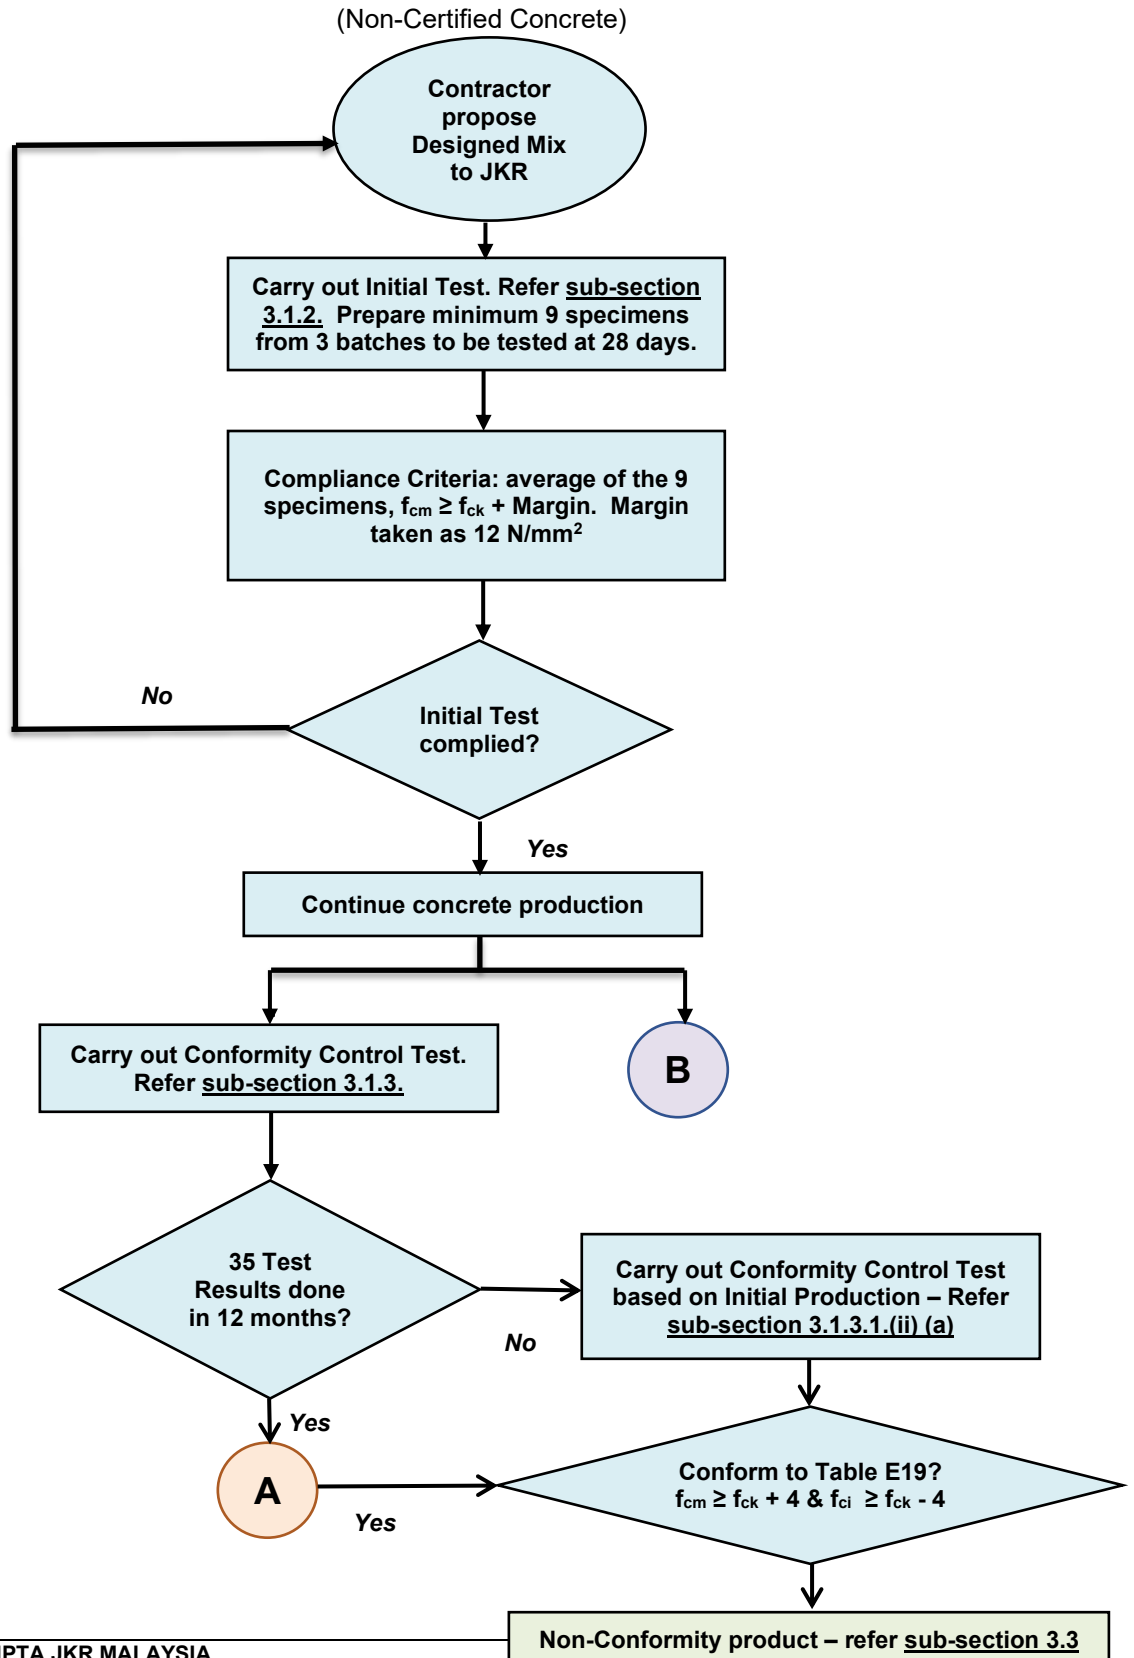 (Non-Certified Concrete)
Contractor
propose
Designed Mix
to JKR
Carry out Initial Test. Refer sub-section
3.1.2. Prepare minimum 9 specimens
from 3 batches to be tested at 28 days.
Compliance Criteria: average of the 9
specimens, fcm ≥ fck + Margin. Margin
taken as 12 N/mm²
No
Initial Test
complied?
Yes
Continue concrete production
Carry out Conformity Control Test.
Refer sub-section 3.1.3.
B
35 Test
Results done
in 12 months?
No
Carry out Conformity Control Test
based on Initial Production – Refer
sub-section 3.1.3.1.(ii) (a)
Yes
A
Yes
Conform to Table E19?
fcm ≥ fck + 4 & fci ≥ fck - 4
Non-Conformity product – refer sub-section 3.3
IPTA JKR MALAYSIA